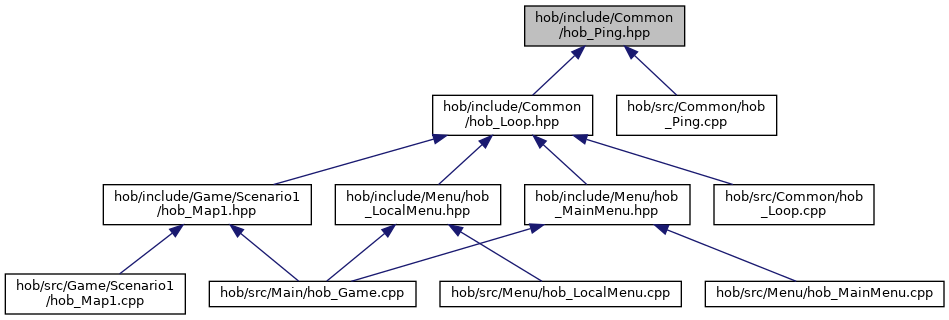 hob/include/Common
/hob_Ping.hpp
hob/include/Common
/hob_Loop.hpp
hob/src/Common/hob
_Ping.cpp
hob/include/Game/Scenario1
/hob_Map1.hpp
hob/include/Menu/hob
_LocalMenu.hpp
hob/include/Menu/hob
_MainMenu.hpp
hob/src/Common/hob
_Loop.cpp
hob/src/Game/Scenario1
/hob_Map1.cpp
hob/src/Main/hob_Game.cpp
hob/src/Menu/hob_LocalMenu.cpp
hob/src/Menu/hob_MainMenu.cpp